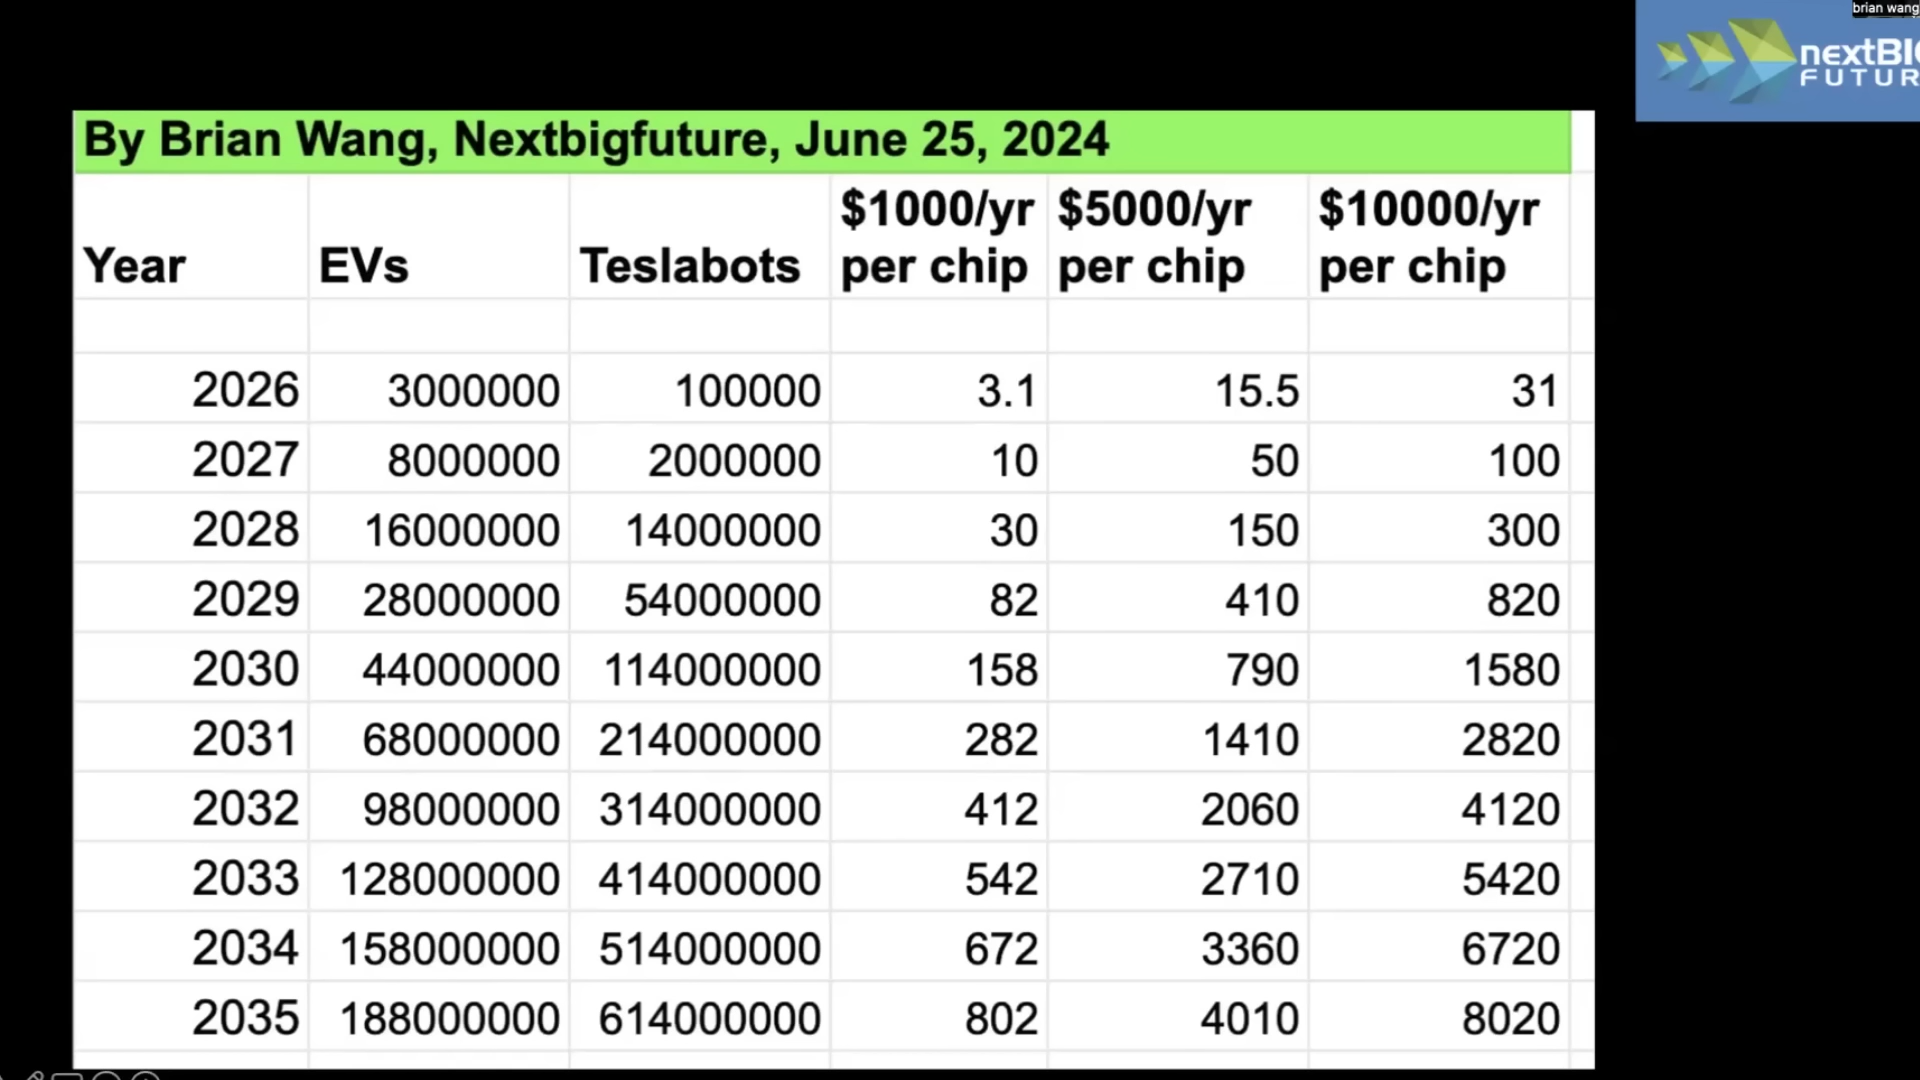 brian wang
nextBIG
FUTUR
By Brian Wang, Nextbigfuture, June 25, 2024
Year EVs Teslabots $1000/yr per chip $5000/yr per chip $10000/yr per chip
2026 3000000 100000 3.1 15.5 31
2027 8000000 2000000 10 50 100
2028 16000000 14000000 30 150 300
2029 28000000 54000000 82 410 820
2030 44000000 114000000 158 790 1580
2031 68000000 214000000 282 1410 2820
2032 98000000 314000000 412 2060 4120
2033 128000000 414000000 542 2710 5420
2034 158000000 514000000 672 3360 6720
2035 188000000 614000000 802 4010 8020